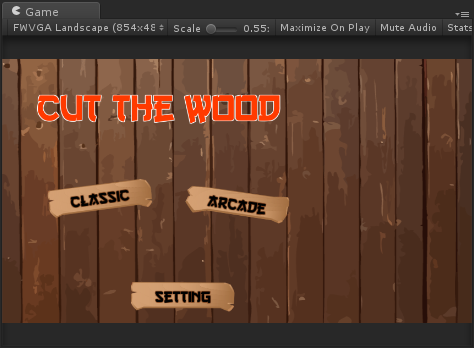 Game
FWVGA Landscape (854x48
Scale
0.55:
Maximize On Play
Mute Audio
Stats
CUT THE WOOD
CLASSIC
ARCADE
SETTING